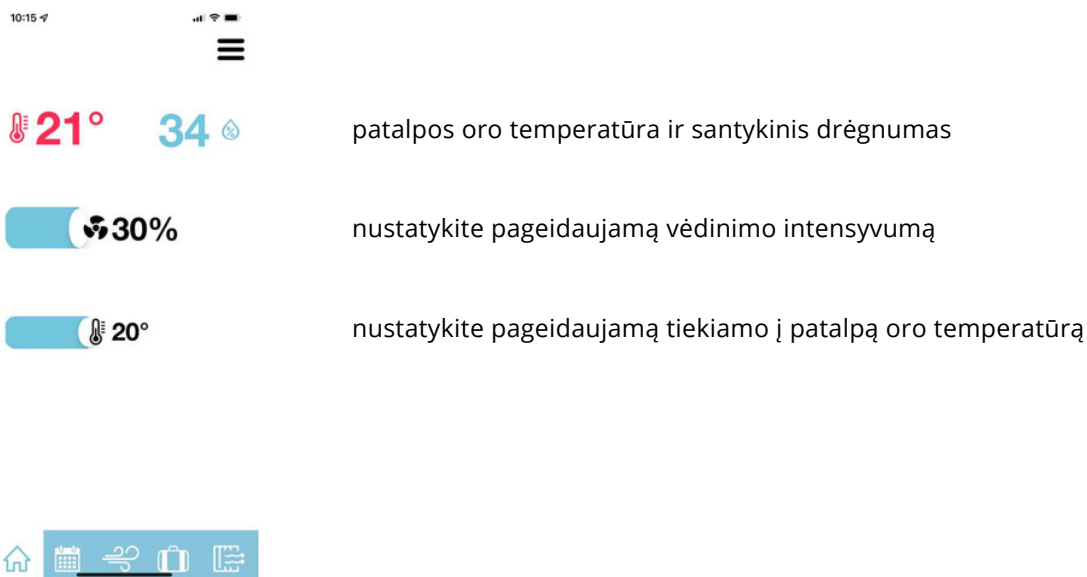 10:15
21° 34 %
patalpos oro temperatūra ir santykinis drėgnumas
30%
nustatykite pageidaujamą vėdinimo intensyvumą
20°
nustatykite pageidaujamą tiekiamo į patalpą oro temperatūrą